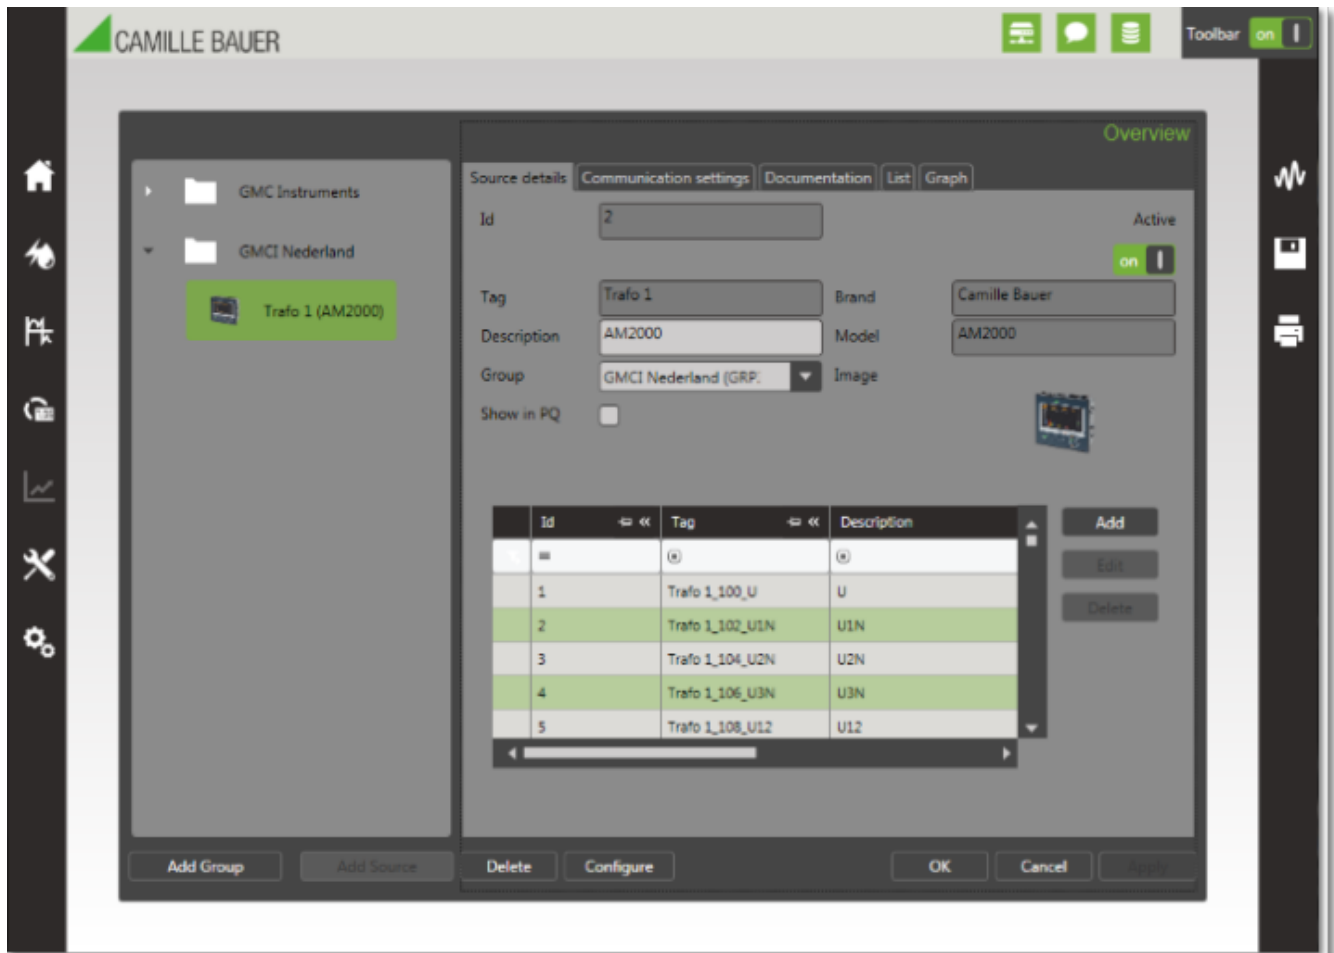 CAMILLE BAUER
Toolbar on
Overview
GMC Instruments
GMCI Nederland
Trafo 1 (AM2000)
Source details Communication settings Documentation List Graph
Id 2 Active
on
Tag Trafo 1 Brand Camille Bauer
Description AM2000 Model AM2000
Group GMCI Nederland (GRP: Image
Show in PQ
Id Tag Description Add
= Edit
1 Trafo 1_100_U U Delete
2 Trafo 1_102_U1N U1N
3 Trafo 1_104_U2N U2N
4 Trafo 1_106_U3N U3N
5 Trafo 1_108_U12 U12
Add Group Add Source Delete Configure OK Cancel Apply